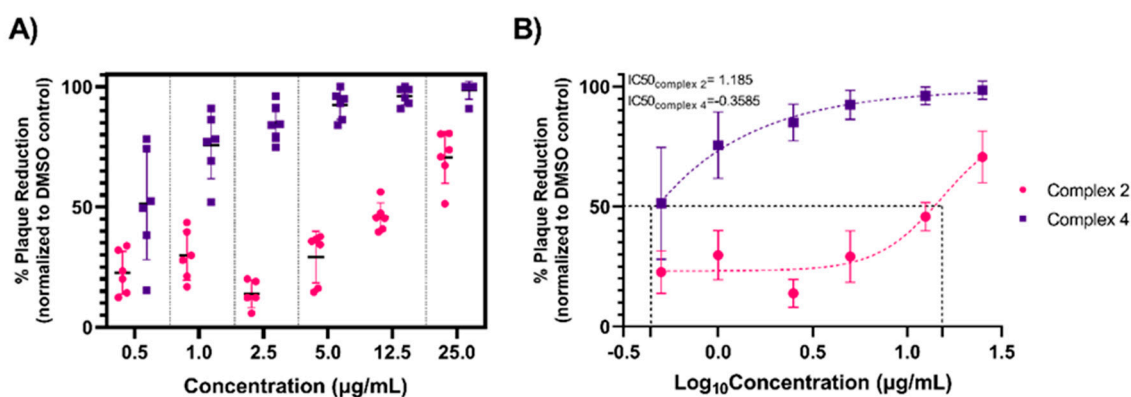 A)
% Plaque Reduction
(normalized to DMSO control)
100
50
0
0.5 1.0 2.5 5.0 12.5 25.0
Concentration (µg/mL)
B)
% Plaque Reduction
(normalized to DMSO control)
IC50complex 2= 1.185
IC50complex 4=-0.3585
100
50
0
-0.5 0.0 0.5 1.0 1.5
Log10Concentration (µg/mL)
Complex 2
Complex 4